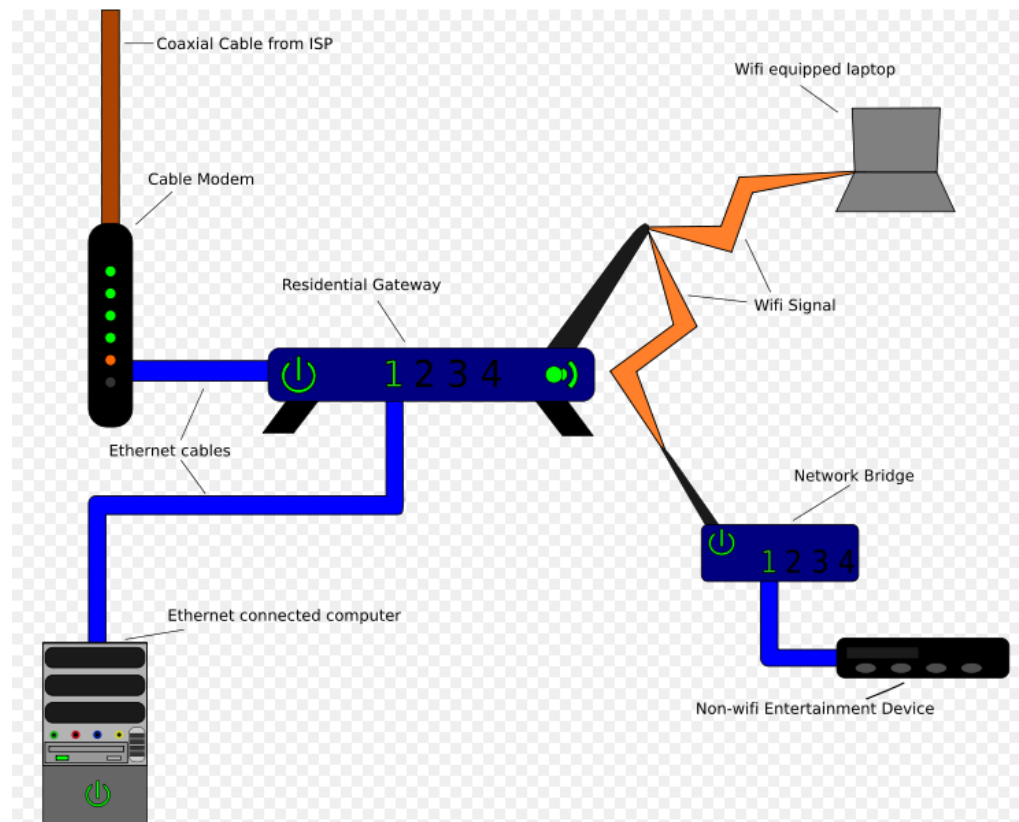 Coaxial Cable from ISP
Wifi equipped laptop
Cable Modem
Residential Gateway
Wifi Signal
1 2 3 4
Ethernet cables
Network Bridge
1 2 3 4
Ethernet connected computer
Non-wifi Entertainment Device